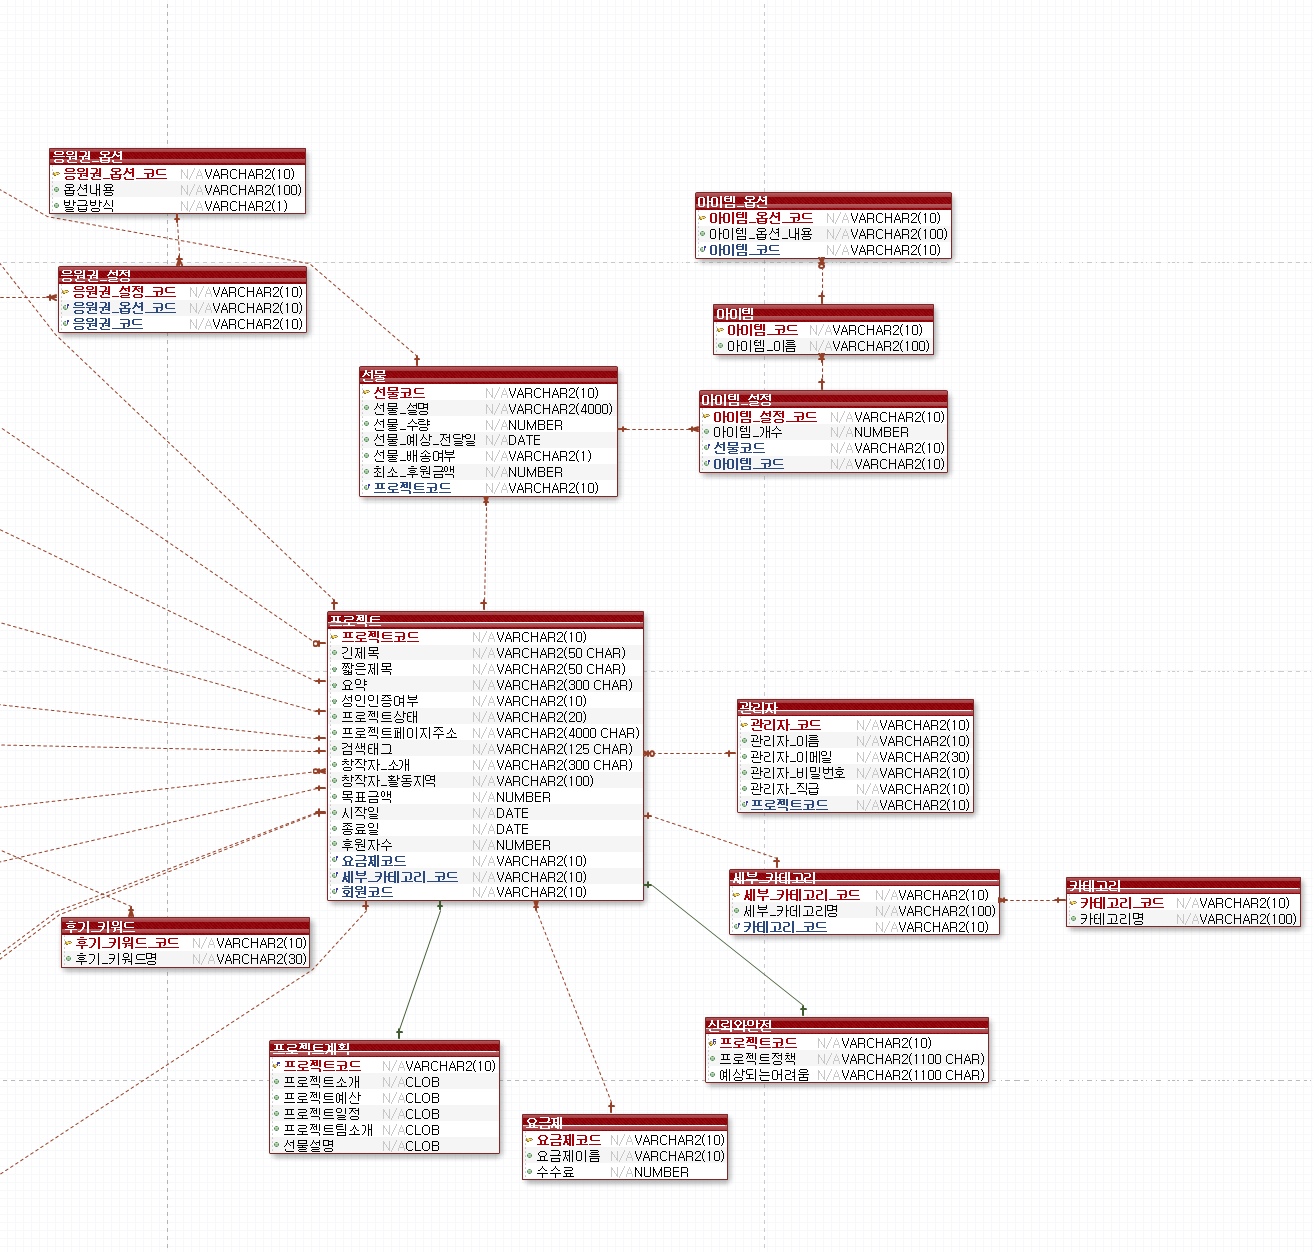 응원권_옵션
응원권_옵션_코드 N/A VARCHAR2(10)
옵션내용 N/A VARCHAR2(100)
발급방식 N/A VARCHAR2(1)
응원권_설정
응원권_설정_코드 N/A VARCHAR2(10)
응원권_옵션_코드 N/A VARCHAR2(10)
응원권_코드 N/A VARCHAR2(10)
아이템_옵션
아이템_옵션_코드 N/A VARCHAR2(10)
아이템_옵션_내용 N/A VARCHAR2(100)
아이템_코드 N/A VARCHAR2(10)
아이템
아이템_코드 N/A VARCHAR2(10)
아이템_이름 N/A VARCHAR2(100)
선물
선물코드 N/A VARCHAR2(10)
선물_설명 N/A VARCHAR2(4000)
선물_수량 N/A NUMBER
선물_예상_전달일 N/A DATE
선물_배송여부 N/A VARCHAR2(1)
최소_후원금액 N/A NUMBER
프로젝트코드 N/A VARCHAR2(10)
아이템_설정
아이템_설정_코드 N/A VARCHAR2(10)
아이템_개수 N/A NUMBER
선물코드 N/A VARCHAR2(10)
아이템_코드 N/A VARCHAR2(10)
프로젝트
프로젝트코드 N/A VARCHAR2(10)
긴제목 N/A VARCHAR2(50 CHAR)
짧은제목 N/A VARCHAR2(50 CHAR)
요약 N/A VARCHAR2(300 CHAR)
성인인증여부 N/A VARCHAR2(10)
프로젝트상태 N/A VARCHAR2(20)
프로젝트페이지주소 N/A VARCHAR2(4000 CHAR)
검색태그 N/A VARCHAR2(125 CHAR)
창작자_소개 N/A VARCHAR2(300 CHAR)
창작자_활동지역 N/A VARCHAR2(100)
목표금액 N/A NUMBER
시작일 N/A DATE
종료일 N/A DATE
후원자수 N/A NUMBER
요금제코드 N/A VARCHAR2(10)
세부_카테고리_코드 N/A VARCHAR2(10)
회원코드 N/A VARCHAR2(10)
관리자
관리자_코드 N/A VARCHAR2(10)
관리자_이름 N/A VARCHAR2(10)
관리자_이메일 N/A VARCHAR2(30)
관리자_비밀번호 N/A VARCHAR2(10)
관리자_직급 N/A VARCHAR2(10)
프로젝트코드 N/A VARCHAR2(10)
세부_카테고리
세부_카테고리_코드 N/A VARCHAR2(10)
세부_카테고리명 N/A VARCHAR2(100)
카테고리_코드 N/A VARCHAR2(10)
카테고리
카테고리_코드 N/A VARCHAR2(10)
카테고리명 N/A VARCHAR2(100)
후기_키워드
후기_키워드_코드 N/A VARCHAR2(10)
후기_키워드명 N/A VARCHAR2(30)
프로젝트계획
프로젝트코드 N/A VARCHAR2(10)
프로젝트소개 N/A CLOB
프로젝트예산 N/A CLOB
프로젝트일정 N/A CLOB
프로젝트팀소개 N/A CLOB
선물설명 N/A CLOB
신뢰와안전
프로젝트코드 N/A VARCHAR2(10)
프로젝트정책 N/A VARCHAR2(1100 CHAR)
예상되는어려움 N/A VARCHAR2(1100 CHAR)
요금제
요금제코드 N/A VARCHAR2(10)
요금제이름 N/A VARCHAR2(10)
수수료 N/A NUMBER